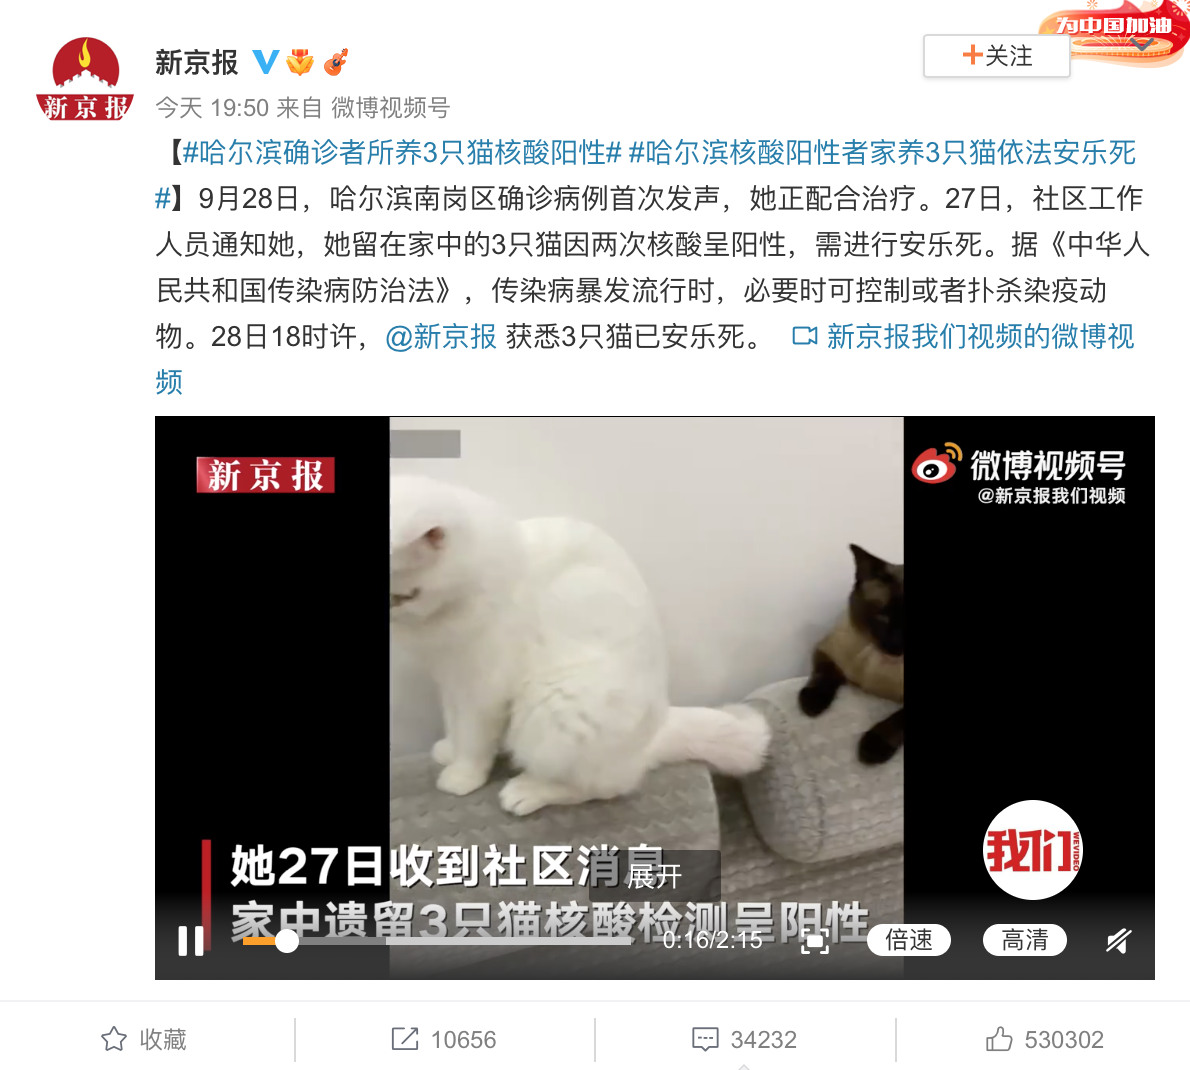 为中国加油
新京报
新京报
关注
今天 19:50 来自 微博视频号
【#哈尔滨确诊者所养3只猫核酸阳性# #哈尔滨核酸阳性者家养3只猫依法安乐死
#】9月28日，哈尔滨南岗区确诊病例首次发声，她正配合治疗。27日，社区工作
人员通知她，她留在家中的3只猫因两次核酸呈阳性，需进行安乐死。据《中华人
民共和国传染病防治法》，传染病暴发流行时，必要时可控制或者扑杀染疫动
物。28日18时许，@新京报 获悉3只猫已安乐死。 新京报我们视频的微博视
频
新京报
微博视频号
@新京报我们视频
我们
WEVIDEO
她27日收到社区消息
展开
家中遗留3只猫核酸检测呈阳性
0:16/2:15
倍速
高清
收藏
10656
34232
530302